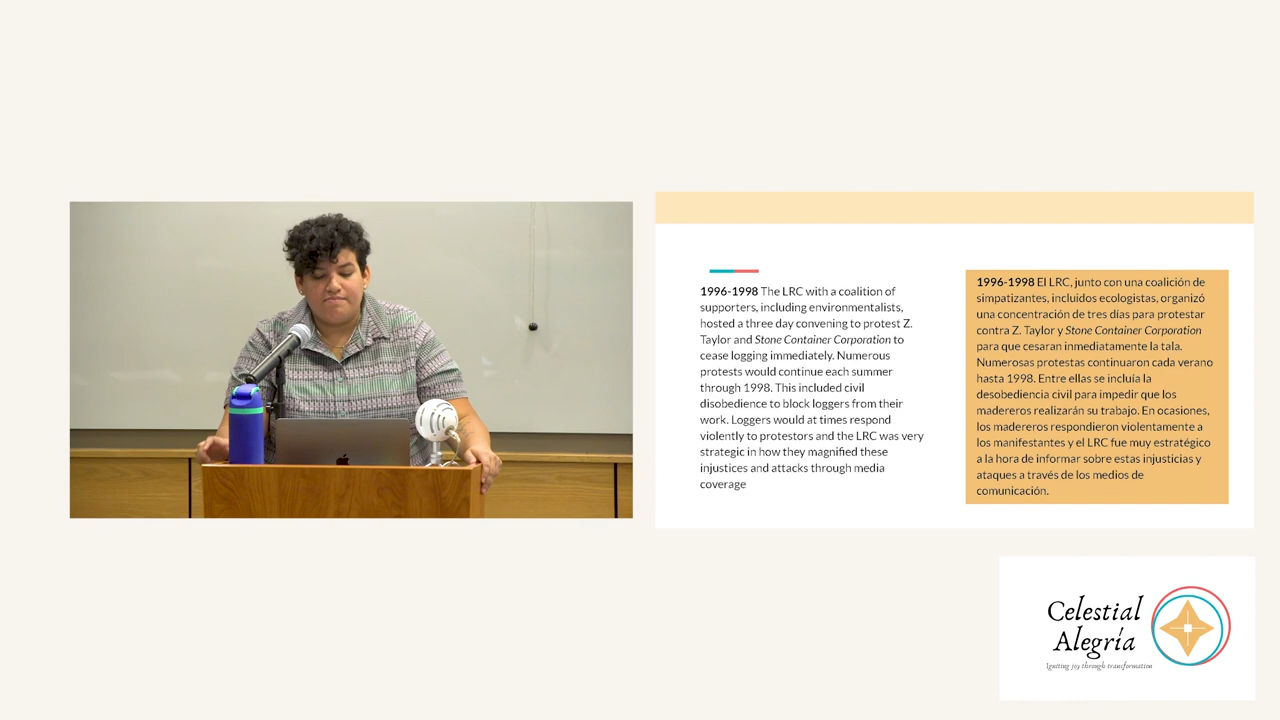 1996-1998 The LRC with a coalition of
supporters, including environmentalists,
hosted a three day convening to protest Z.
Taylor and Stone Container Corporation to
cease logging immediately. Numerous
protests would continue each summer
through 1998. This included civil
disobedience to block loggers from their
work. Loggers would at times respond
violently to protestors and the LRC was very
strategic in how they magnified these
injustices and attacks through media
coverage
1996-1998 El LRC, junto con una coalición de
simpatizantes, incluidos ecologistas, organizó
una concentración de tres días para protestar
contra Z. Taylor y Stone Container Corporation
para que cesaran inmediatamente la tala.
Numerosas protestas continuaron cada verano
hasta 1998. Entre ellas se incluía la
desobediencia civil para impedir que los
madereros realizarán su trabajo. En ocasiones,
los madereros respondieron violentamente a
los manifestantes y el LRC fue muy estratégico
a la hora de informar sobre estas injusticias y
ataques a través de los medios de
comunicación.
Celestial
Alegría
Igniting joy through transformation